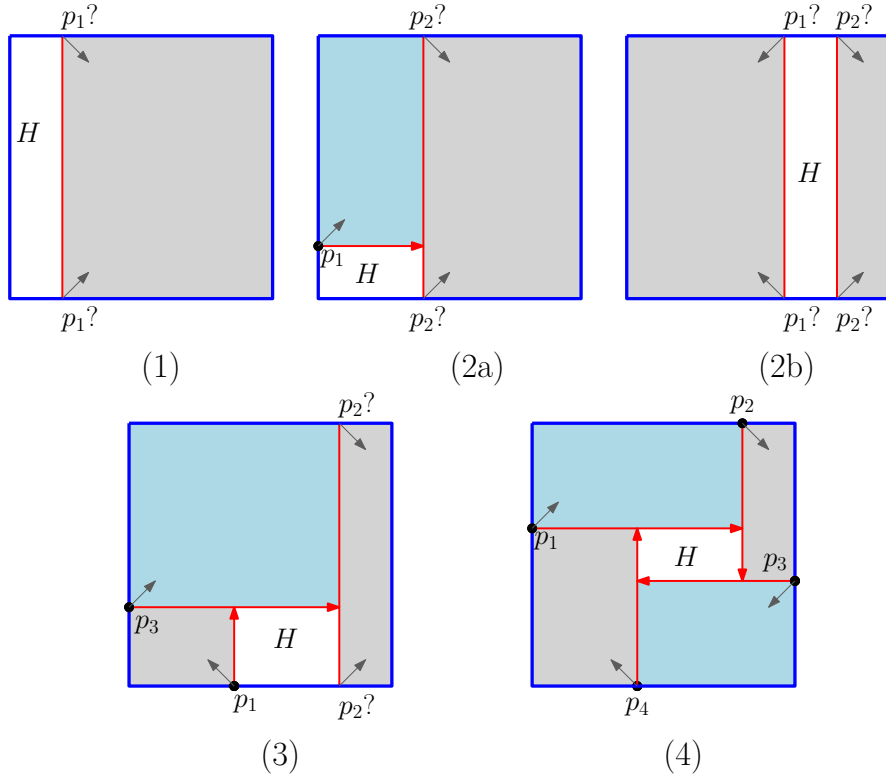 p₁? p₂? p₁? p₂?
H
H
p₁
H
p₁? p₂? p₁? p₂?
(1) (2a) (2b)
p₂? p₂
p₁
H
p₃
p₃
H
p₁ p₂? p₄
(3) (4)